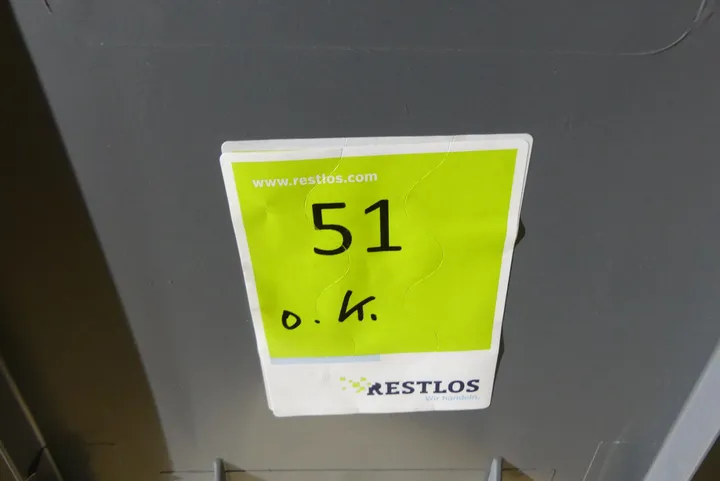 www.restlos.com
51
o. k.
RESTLOS
Wir handeln.